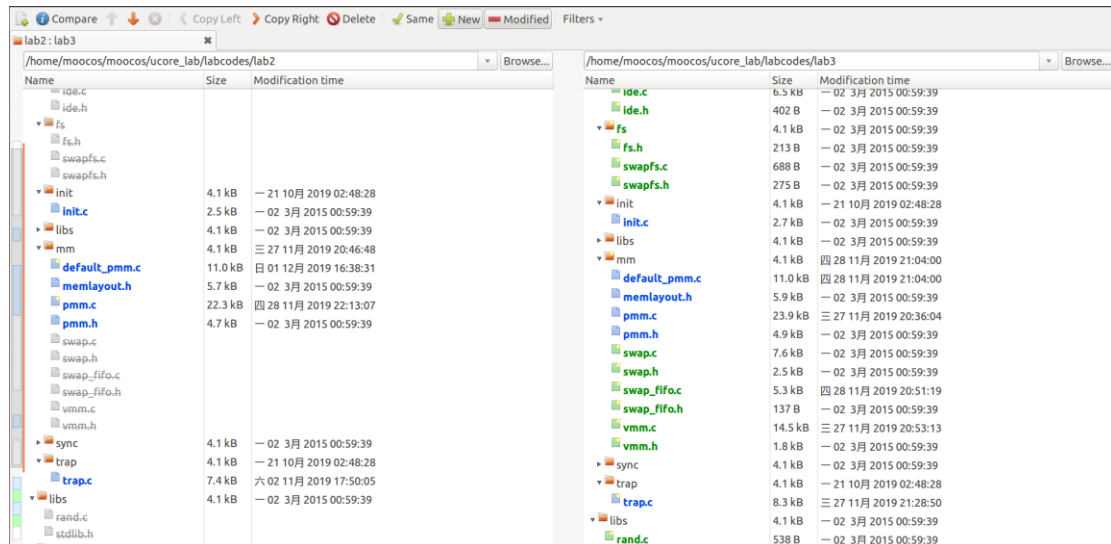 Compare Copy Left Copy Right Delete Same New Modified Filters
lab2 : lab3
/home/moocos/moocos/ucore_lab/labcodes/lab2 Browse... /home/moocos/moocos/ucore_lab/labcodes/lab3 Browse...
Name Size Modification time Name Size Modification time
ide.c ide.c 6.5 kB 一 02 3月 2015 00:59:39
ide.h ide.h 402 B 一 02 3月 2015 00:59:39
fs fs 4.1 kB 一 02 3月 2015 00:59:39
fs.h fs.h 213 B 一 02 3月 2015 00:59:39
swapfs.c swapfs.c 688 B 一 02 3月 2015 00:59:39
swapfs.h swapfs.h 275 B 一 02 3月 2015 00:59:39
init 4.1 kB 一 21 10月 2019 02:48:28 init 4.1 kB 一 21 10月 2019 02:48:28
init.c 2.5 kB 一 02 3月 2015 00:59:39 init.c 2.7 kB 一 02 3月 2015 00:59:39
libs 4.1 kB 一 02 3月 2015 00:59:39 libs 4.1 kB 一 02 3月 2015 00:59:39
mm 4.1 kB 三 27 11月 2019 20:46:48 mm 4.1 kB 四 28 11月 2019 21:04:00
default_pmm.c 11.0 kB 日 01 12月 2019 16:38:31 default_pmm.c 11.0 kB 四 28 11月 2019 21:04:00
memlayout.h 5.7 kB 一 02 3月 2015 00:59:39 memlayout.h 5.9 kB 一 02 3月 2015 00:59:39
pmm.c 22.3 kB 四 28 11月 2019 22:13:07 pmm.c 23.9 kB 三 27 11月 2019 20:36:04
pmm.h 4.7 kB 一 02 3月 2015 00:59:39 pmm.h 4.9 kB 一 02 3月 2015 00:59:39
swap.c swap.c 7.6 kB 一 02 3月 2015 00:59:39
swap.h swap.h 2.5 kB 一 02 3月 2015 00:59:39
swap_fifo.c swap_fifo.c 5.3 kB 四 28 11月 2019 20:51:19
swap_fifo.h swap_fifo.h 137 B 一 02 3月 2015 00:59:39
vmm.c vmm.c 14.5 kB 三 27 11月 2019 20:53:13
vmm.h vmm.h 1.8 kB 一 02 3月 2015 00:59:39
sync 4.1 kB 一 02 3月 2015 00:59:39 sync 4.1 kB 一 02 3月 2015 00:59:39
trap 4.1 kB 一 21 10月 2019 02:48:28 trap 4.1 kB 一 21 10月 2019 02:48:28
trap.c 7.4 kB 六 02 11月 2019 17:50:05 trap.c 8.3 kB 三 27 11月 2019 21:28:50
libs 4.1 kB 一 02 3月 2015 00:59:39 libs 4.1 kB 一 02 3月 2015 00:59:39
rand.c rand.c 538 B 一 02 3月 2015 00:59:39
stdlib.h